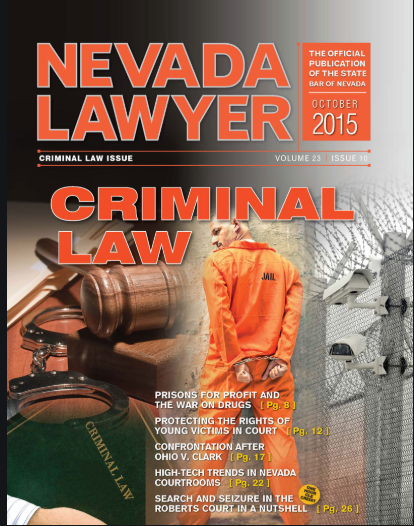 NEVADA
LAWYER
THE OFFICIAL
PUBLICATION
OF THE STATE
BAR OF NEVADA
OCTOBER
2015
CRIMINAL LAW ISSUE
VOLUME 23 | ISSUE 10
CRIMINAL
LAW
JAIL
PRISONS FOR PROFIT AND
THE WAR ON DRUGS [ Pg. 8 ]
PROTECTING THE RIGHTS OF
YOUNG VICTIMS IN COURT [ Pg. 12 ]
CONFRONTATION AFTER
OHIO V. CLARK [ Pg. 17 ]
HIGH-TECH TRENDS IN NEVADA
COURTROOMS [ Pg. 22 ]
SEARCH AND SEIZURE IN THE
ROBERTS COURT IN A NUTSHELL [ Pg. 26 ]
CRIMINAL LAW